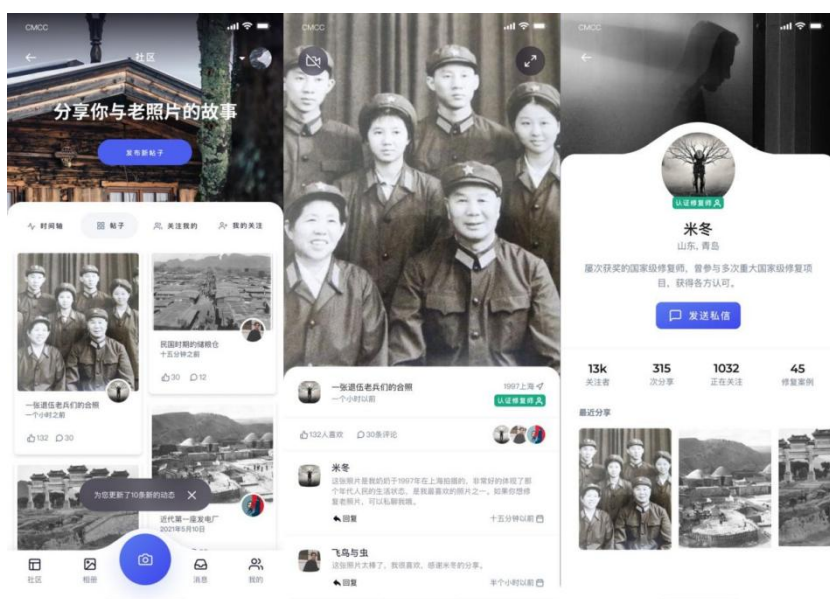 CMCC
社区
分享你与老照片的故事
发布新帖子
时间轴
帖子
关注我的
我的关注
一张退伍老兵们的合照
一个小时之前
132
30
民国时期的储粮仓
十五分钟之前
30
12
近代第一座发电厂
2021年5月10日
为您更新了10条新的动态
社区
相册
消息
我的
一张退伍老兵们的合照
一个小时以前
1997上海
认证修复师
132人喜欢
30条评论
米冬
这张照片是我奶奶于1997年在上海拍摄的，非常好的体现了那
个年代人民的生活状态，是我最喜欢的照片之一。如果你想修
复老照片，可以私聊我哦。
回复
十五分钟以前
飞鸟与虫
这张照片太棒了，我很喜欢，感谢米冬的分享。
回复
半个小时以前
CMCC
认证修复师
米冬
山东, 青岛
屡次获奖的国家级修复师，曾参与多次重大国家级修复项
目，获得各方认可。
发送私信
13k
关注者
315
次分享
1032
正在关注
45
修复案例
最近分享